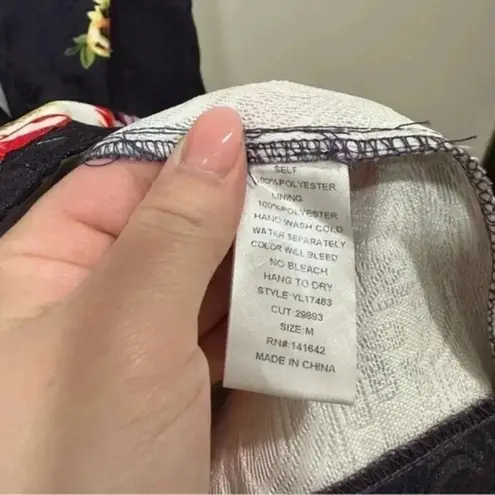 SELF
100%POLYESTER
LINING
100%POLYESTER
HAND WASH COLD
WATER SEPARATELY
COLOR WILL BLEED
NO BLEACH
HANG TO DRY
STYLE:YL17463
CUT:29893
SIZE:M
RN#:141642
MADE IN CHINA